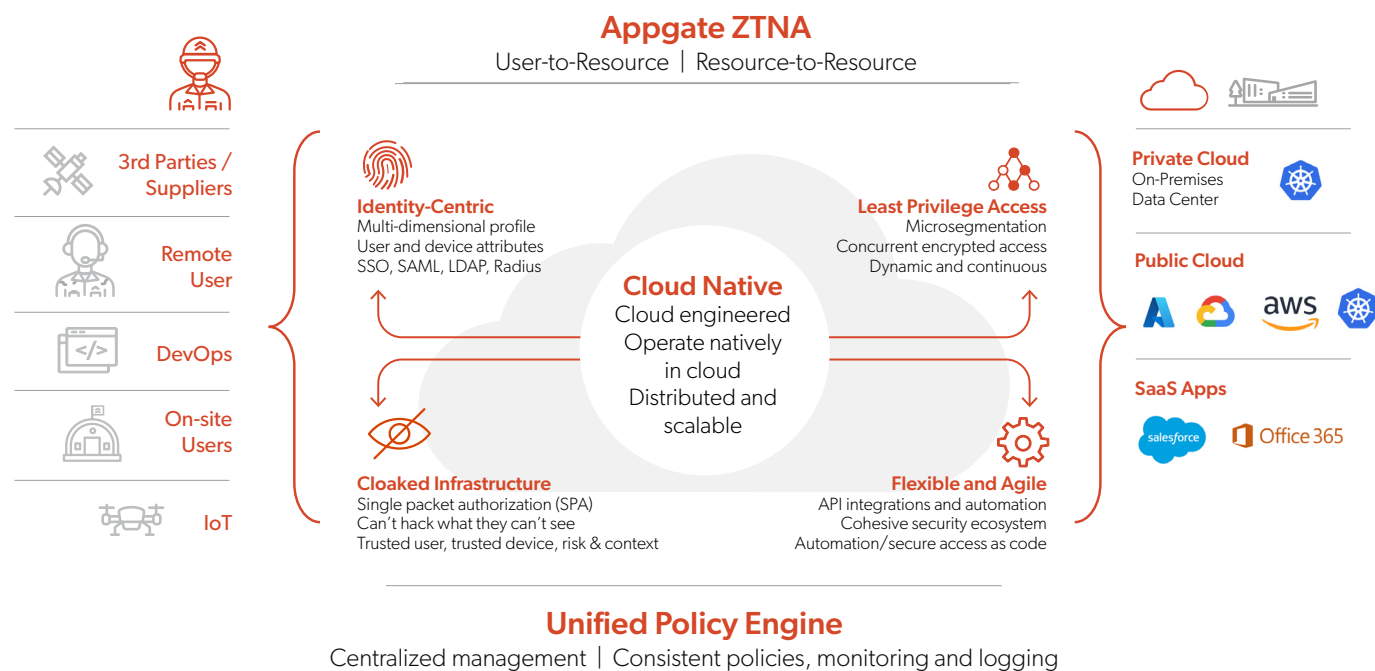 Appgate ZTNA
User-to-Resource | Resource-to-Resource
3rd Parties /
Suppliers
Remote
User
</>
DevOps
On-site
Users
IoT
Identity-Centric
Multi-dimensional profile
User and device attributes
SSO, SAML, LDAP, Radius
Least Privilege Access
Microsegmentation
Concurrent encrypted access
Dynamic and continuous
Cloud Native
Cloud engineered
Operate natively
in cloud
Distributed and
scalable
Cloaked Infrastructure
Single packet authorization (SPA)
Can't hack what they can't see
Trusted user, trusted device, risk & context
Flexible and Agile
API integrations and automation
Cohesive security ecosystem
Automation/secure access as code
Private Cloud
On-Premises
Data Center
Public Cloud
aws
SaaS Apps
salesforce
Office 365
Unified Policy Engine
Centralized management | Consistent policies, monitoring and logging